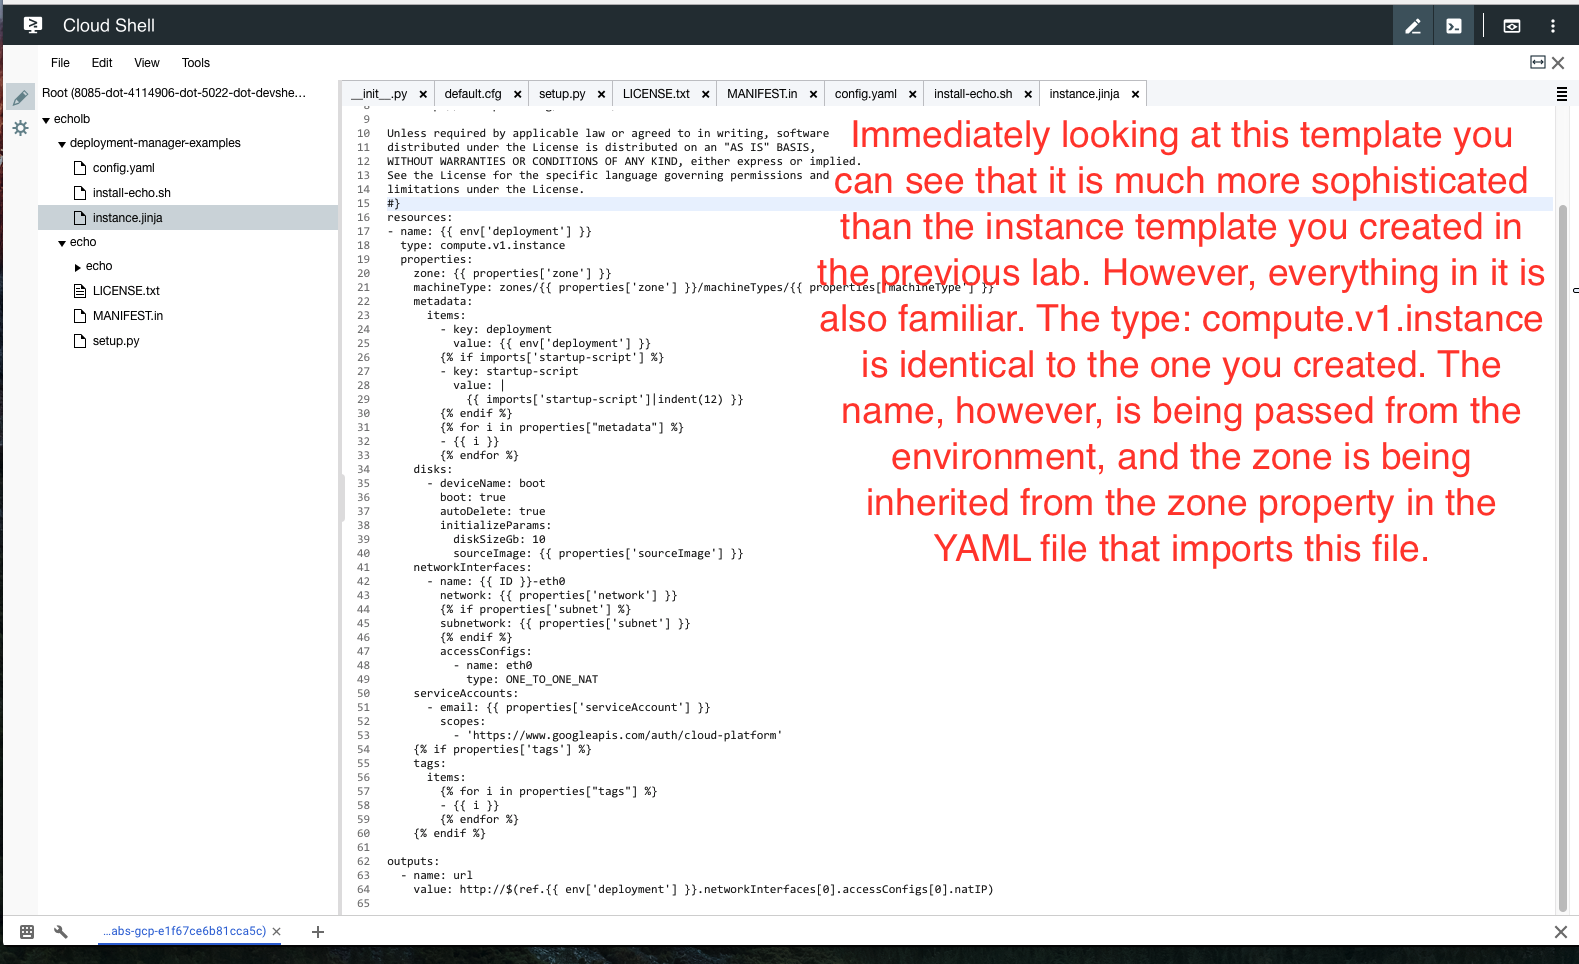 Cloud Shell
File Edit View Tools
Root (8085-dot-4114906-dot-5022-dot-devshe...
echolb
deployment-manager-examples
config.yaml
install-echo.sh
instance.jinja
echo
echo
LICENSE.txt
MANIFEST.in
setup.py
__init__.py default.cfg setup.py LICENSE.txt MANIFEST.in config.yaml install-echo.sh instance.jinja
8
9
10 Unless required by applicable law or agreed to in writing, software
11 distributed under the License is distributed on an "AS IS" BASIS,
12 WITHOUT WARRANTIES OR CONDITIONS OF ANY KIND, either express or implied.
13 See the License for the specific language governing permissions and
14 limitations under the License.
15 #}
16 resources:
17 - name: {{ env['deployment'] }}
18 type: compute.v1.instance
19 properties:
20 zone: {{ properties['zone'] }}
21 machineType: zones/{{ properties['zone'] }}/machineTypes/{{ properties['machineType'] }}
22 metadata:
23 items:
24 - key: deployment
25 value: {{ env['deployment'] }}
26 {% if imports['startup-script'] %}
27 - key: startup-script
28 value: |
29 {{ imports['startup-script']|indent(12) }}
30 {% endif %}
31 {% for i in properties["metadata"] %}
32 - {{ i }}
33 {% endfor %}
34 disks:
35 - deviceName: boot
36 boot: true
37 autoDelete: true
38 initializeParams:
39 diskSizeGb: 10
40 sourceImage: {{ properties['sourceImage'] }}
41 networkInterfaces:
42 - name: {{ ID }}-eth0
43 network: {{ properties['network'] }}
44 {% if properties['subnet'] %}
45 subnetwork: {{ properties['subnet'] }}
46 {% endif %}
47 accessConfigs:
48 - name: eth0
49 type: ONE_TO_ONE_NAT
50 serviceAccounts:
51 - email: {{ properties['serviceAccount'] }}
52 scopes:
53 - 'https://www.googleapis.com/auth/cloud-platform'
54 {% if properties['tags'] %}
55 tags:
56 items:
57 {% for i in properties["tags"] %}
58 - {{ i }}
59 {% endfor %}
60 {% endif %}
61
62 outputs:
63 - name: url
64 value: http://$(ref.{{ env['deployment'] }}.networkInterfaces[0].accessConfigs[0].natIP)
65
Immediately looking at this template you
can see that it is much more sophisticated
than the instance template you created in
the previous lab. However, everything in it is
also familiar. The type: compute.v1.instance
is identical to the one you created. The
name, however, is being passed from the
environment, and the zone is being
inherited from the zone property in the
YAML file that imports this file.
...abs-gcp-e1f67ce6b81cca5c)